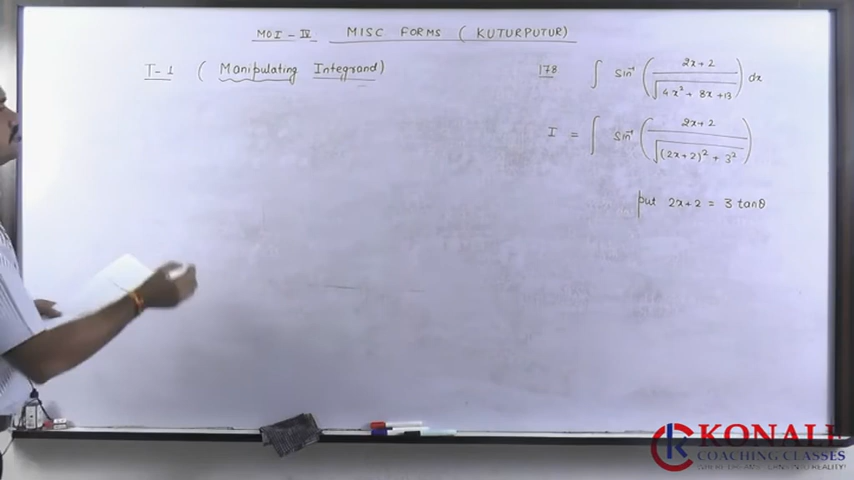 MOI - IV MISC FORMS ( KUTURPUTUR)
T-1 ( Manipulating Integrand)
178 ∫ sin⁻¹ ( 2x+2 / √(4x² + 8x+13) ) dx
I = ∫ sin⁻¹ ( 2x+2 / √((2x+2)² + 3²) )
put 2x+2 = 3 tanθ
KONALE
COACHING CLASSES